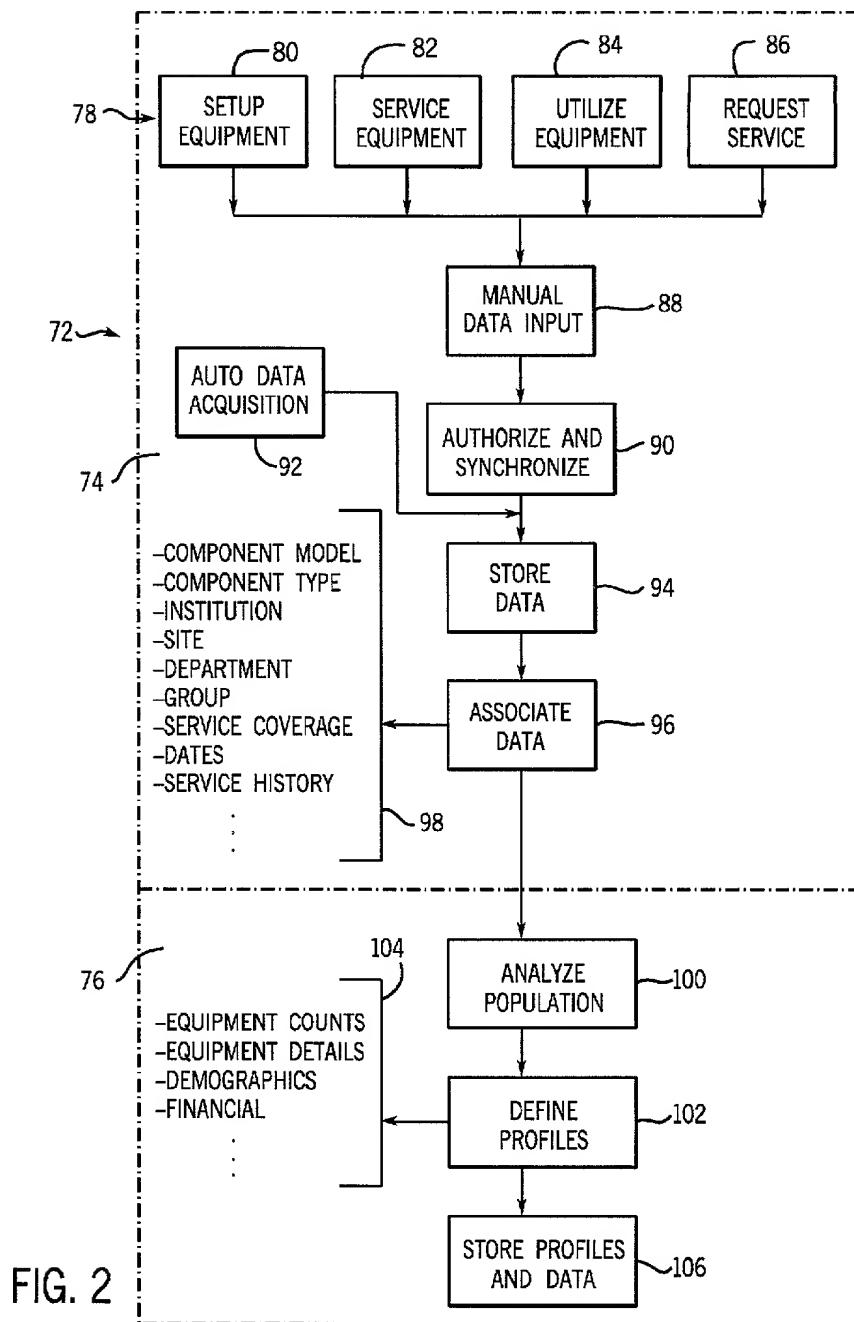 80
82
84
86
78
SETUP
EQUIPMENT
SERVICE
EQUIPMENT
UTILIZE
EQUIPMENT
REQUEST
SERVICE
MANUAL
DATA INPUT
88
72
AUTO DATA
ACQUISITION
92
AUTHORIZE AND
SYNCHRONIZE
90
74
–COMPONENT MODEL
–COMPONENT TYPE
–INSTITUTION
–SITE
–DEPARTMENT
–GROUP
–SERVICE COVERAGE
–DATES
–SERVICE HISTORY
.
.
.
98
STORE
DATA
94
ASSOCIATE
DATA
96
76
104
ANALYZE
POPULATION
100
–EQUIPMENT COUNTS
–EQUIPMENT DETAILS
–DEMOGRAPHICS
–FINANCIAL
.
.
.
DEFINE
PROFILES
102
STORE PROFILES
AND DATA
106
FIG. 2